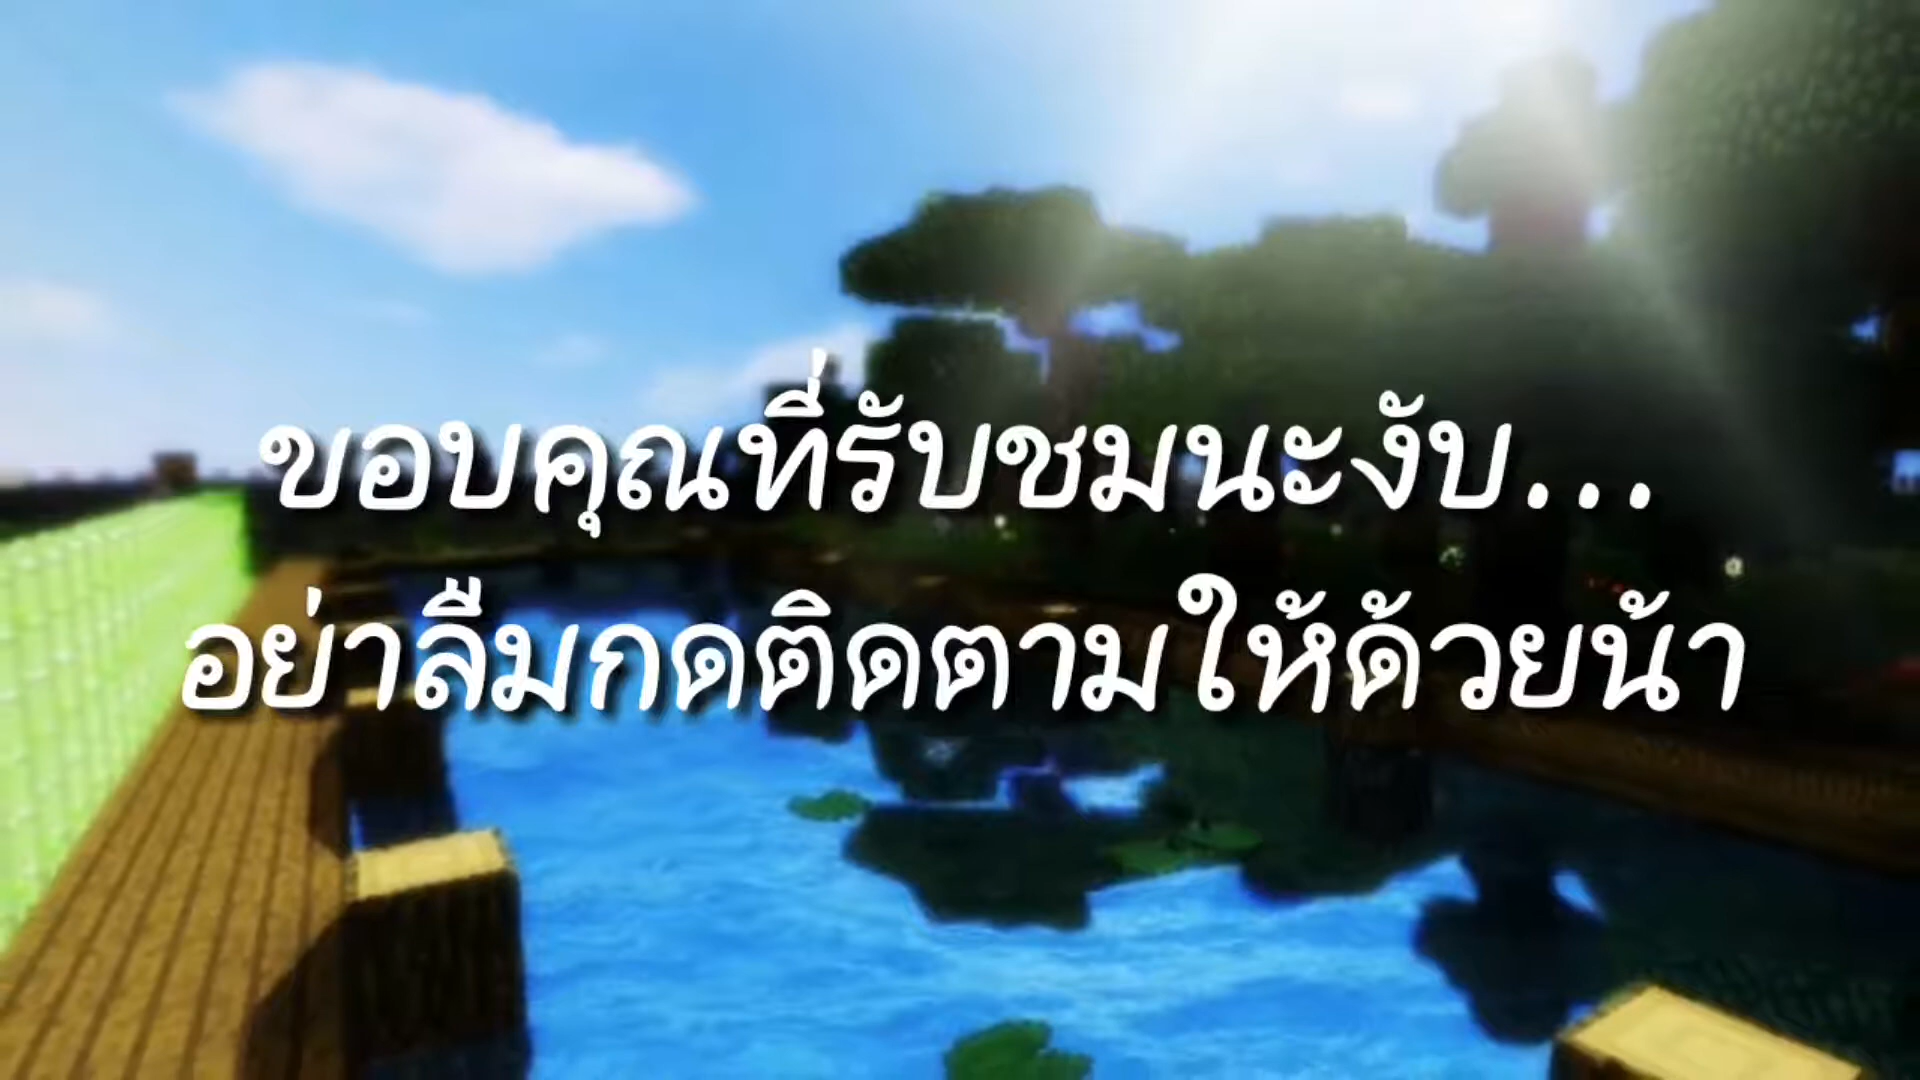 ขอบคุณที่รับชมนะงับ...
อย่าลืมกดติดตามให้ด้วยน้า